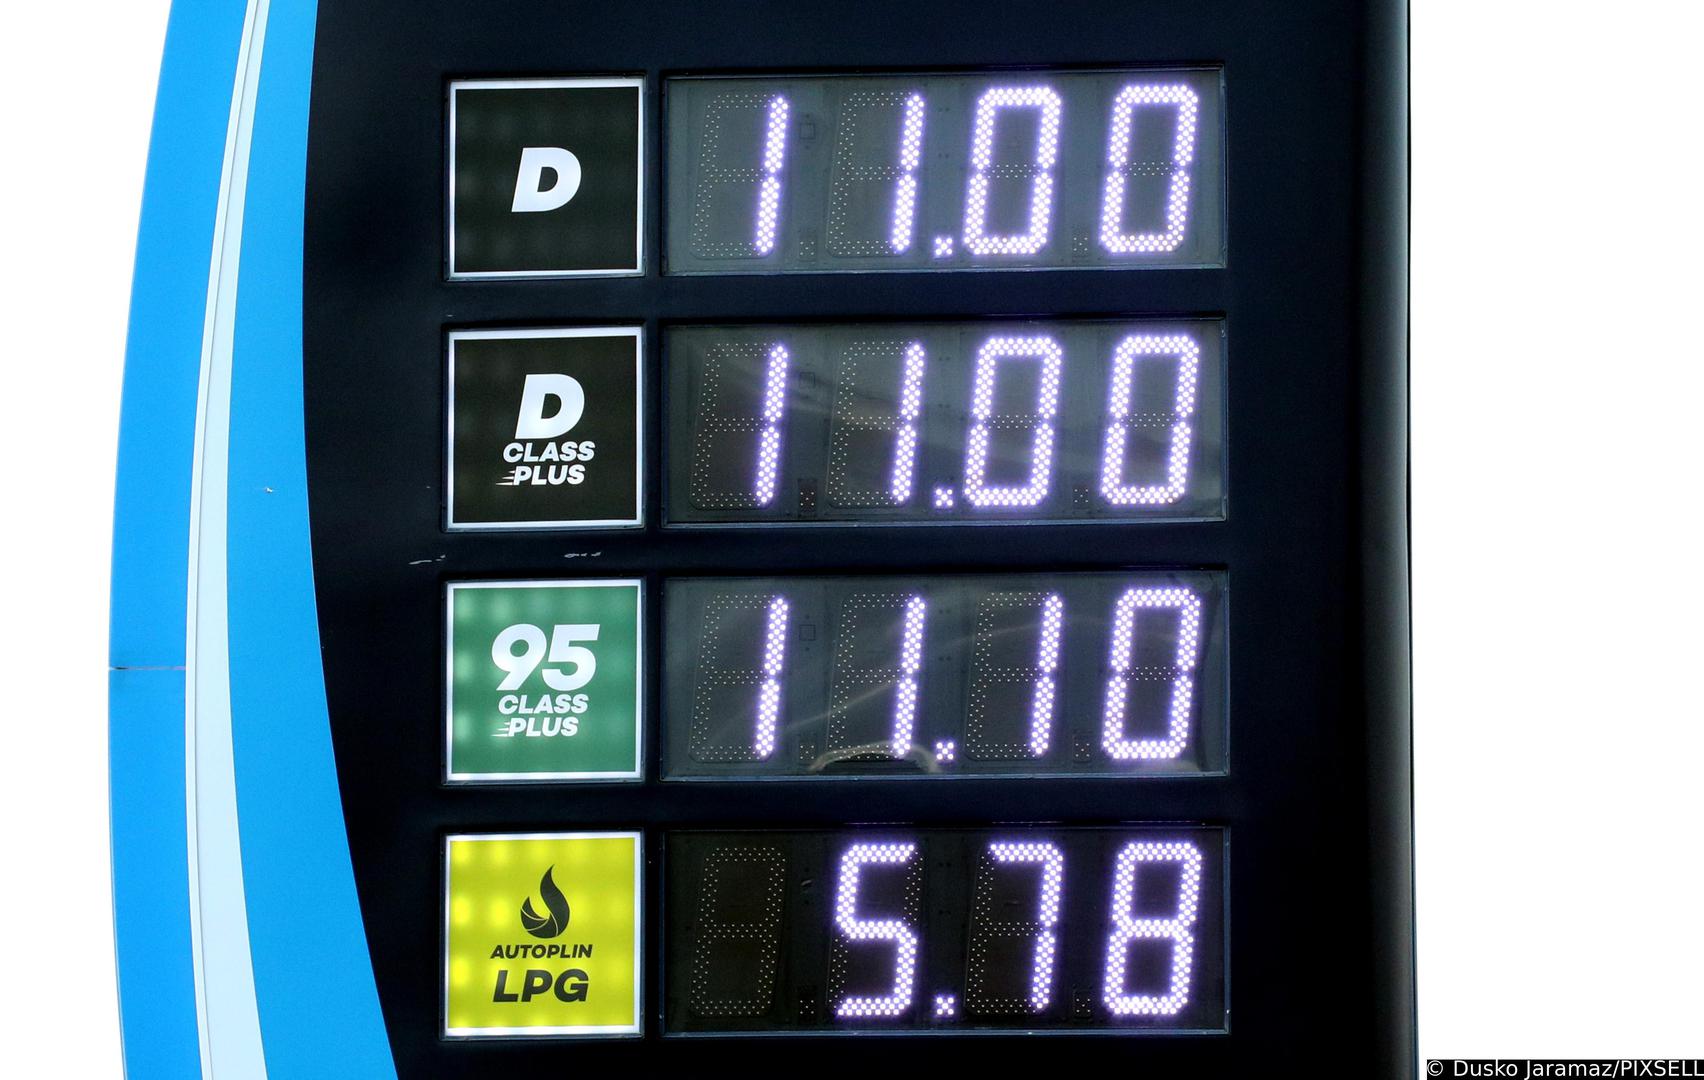 D
11.00
D
CLASS
PLUS
11.00
95
CLASS
PLUS
11.10
AUTOPLIN
LPG
5.78
© Dusko Jaramaz/PIXSELL